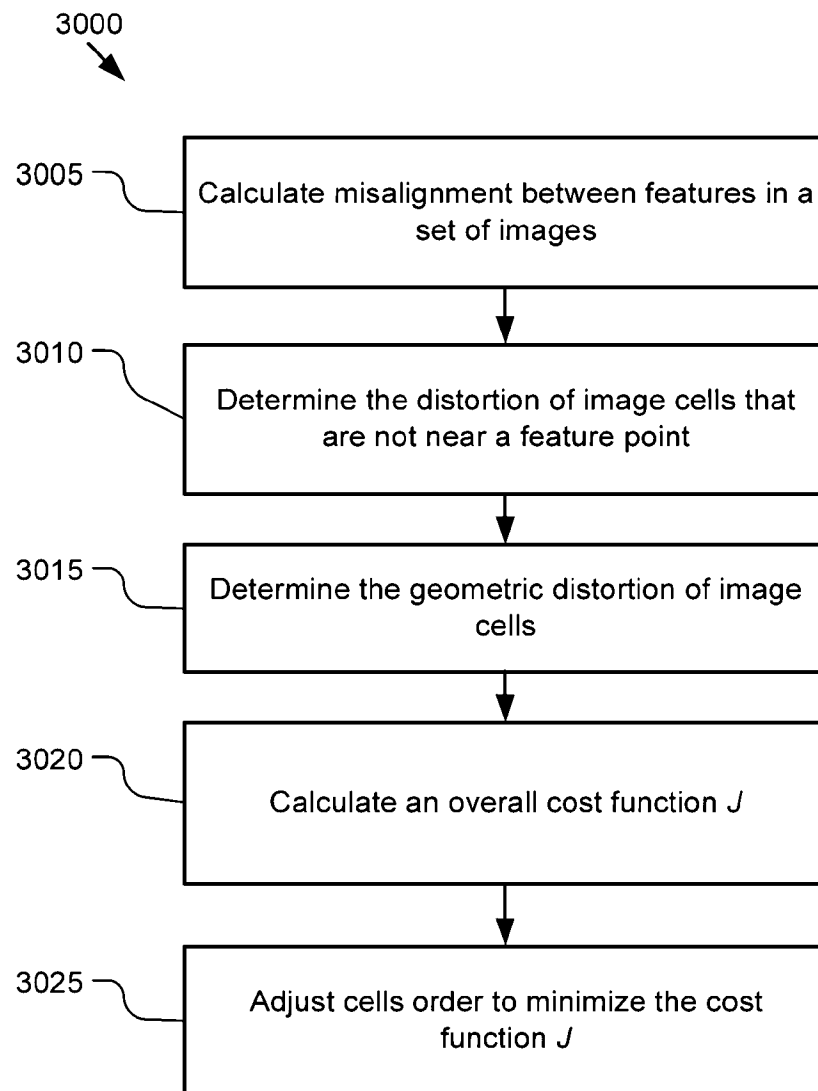 3000
3005
Calculate misalignment between features in a
set of images
3010
Determine the distortion of image cells that
are not near a feature point
3015
Determine the geometric distortion of image
cells
3020
Calculate an overall cost function J
3025
Adjust cells order to minimize the cost
function J